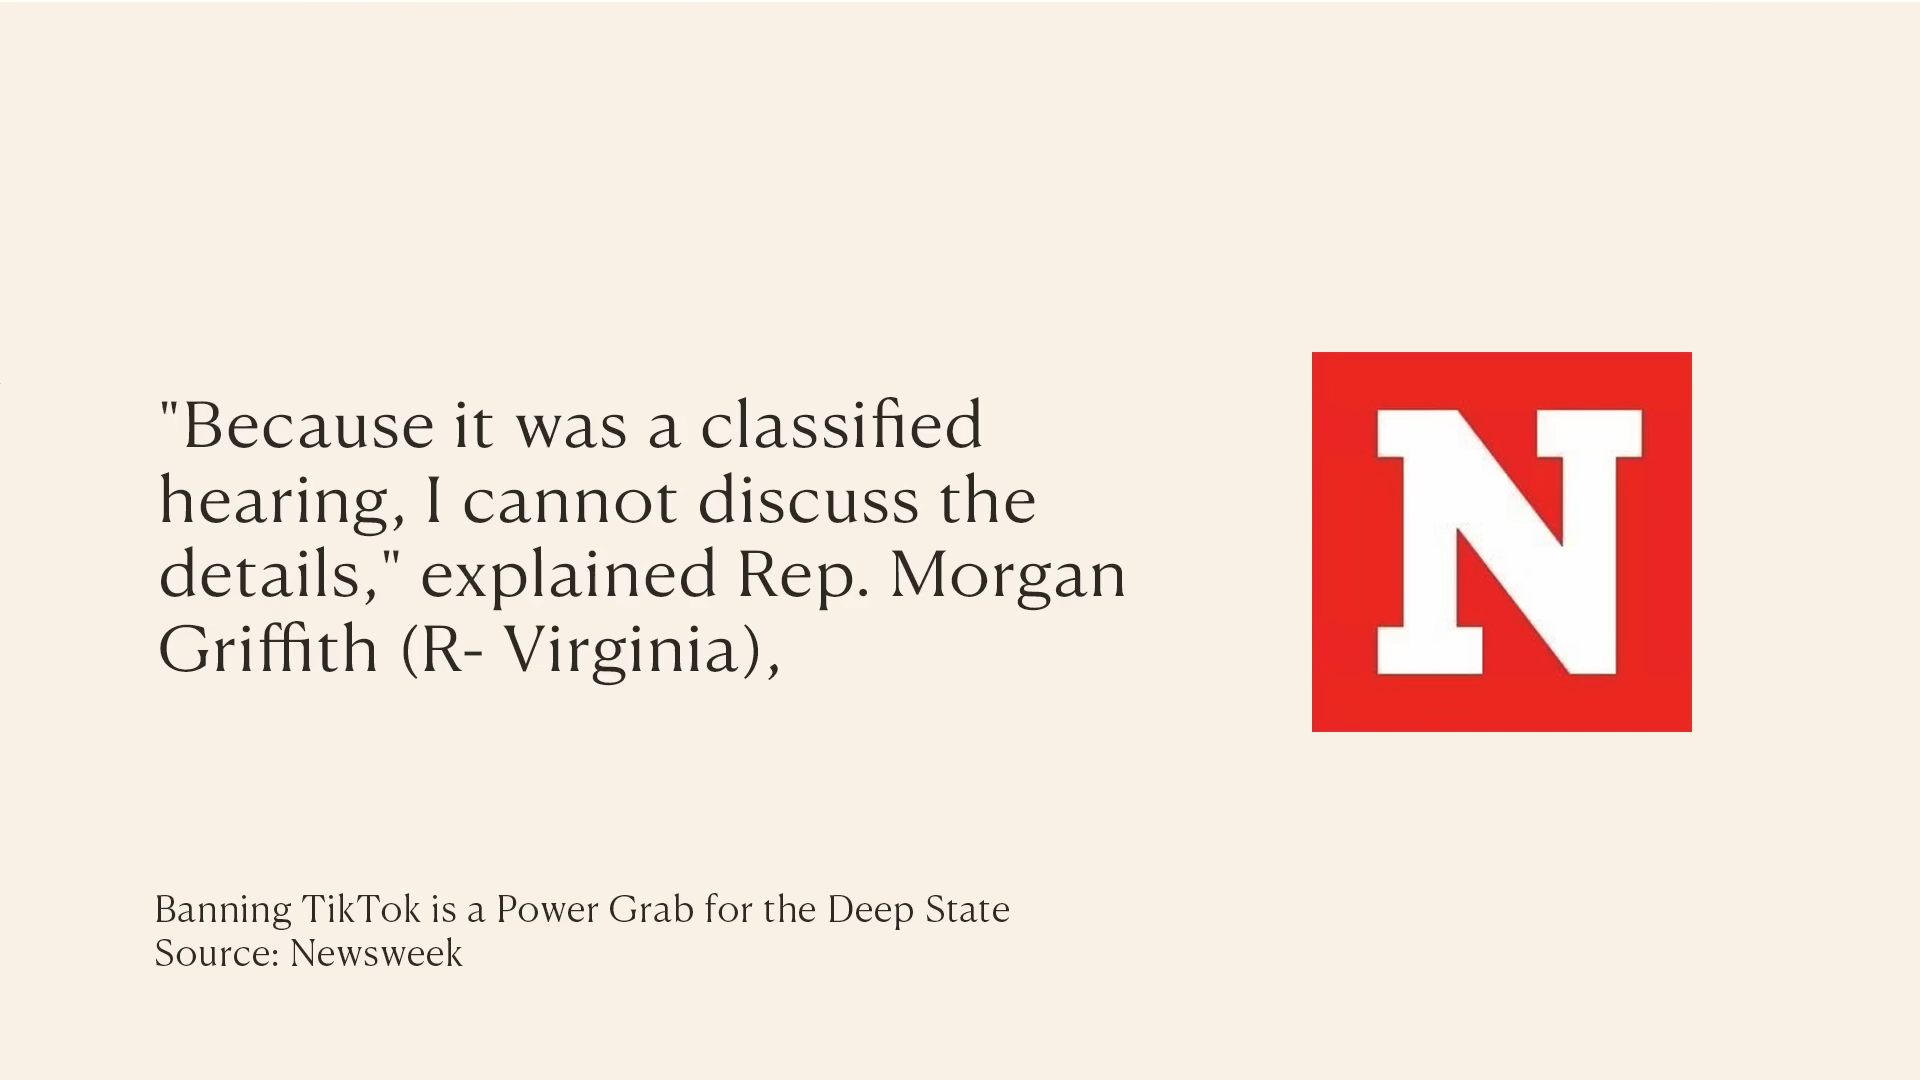 "Because it was a classified
hearing, I cannot discuss the
details," explained Rep. Morgan
Griffith (R- Virginia),
N
Banning TikTok is a Power Grab for the Deep State
Source: Newsweek